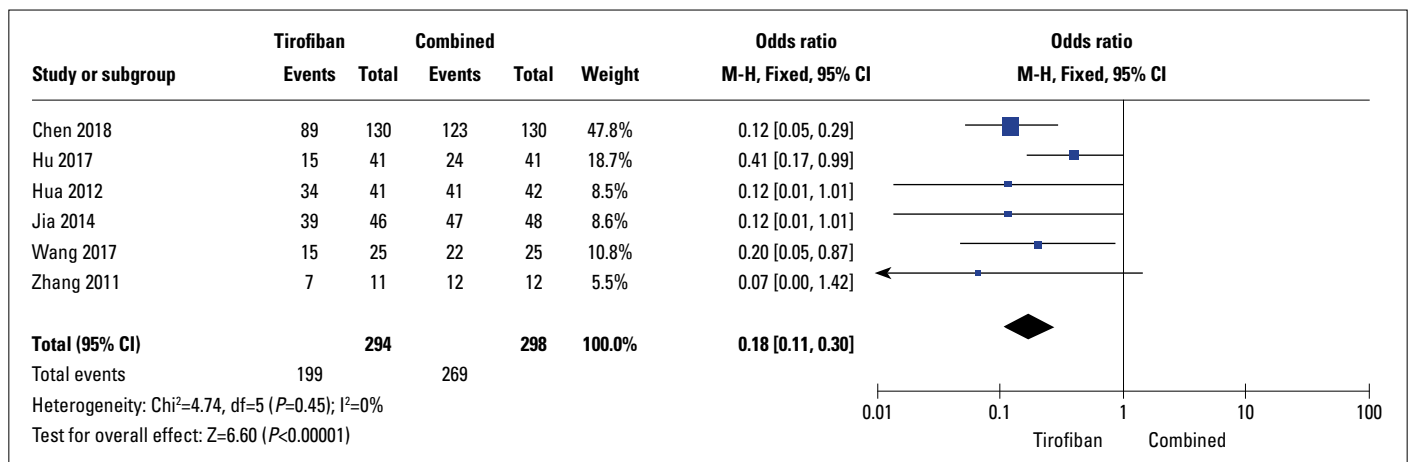 Tirofiban Combined Odds ratio Odds ratio
Study or subgroup Events Total Events Total Weight M-H, Fixed, 95% CI M-H, Fixed, 95% CI
Chen 2018 89 130 123 130 47.8% 0.12 [0.05, 0.29]
Hu 2017 15 41 24 41 18.7% 0.41 [0.17, 0.99]
Hua 2012 34 41 41 42 8.5% 0.12 [0.01, 1.01]
Jia 2014 39 46 47 48 8.6% 0.12 [0.01, 1.01]
Wang 2017 15 25 22 25 10.8% 0.20 [0.05, 0.87]
Zhang 2011 7 11 12 12 5.5% 0.07 [0.00, 1.42]
Total (95% CI) 294 298 100.0% 0.18 [0.11, 0.30]
Total events 199 269
Heterogeneity: Chi²=4.74, df=5 (P=0.45); I²=0%
0.01 0.1 1 10 100
Test for overall effect: Z=6.60 (P<0.00001)
Tirofiban Combined